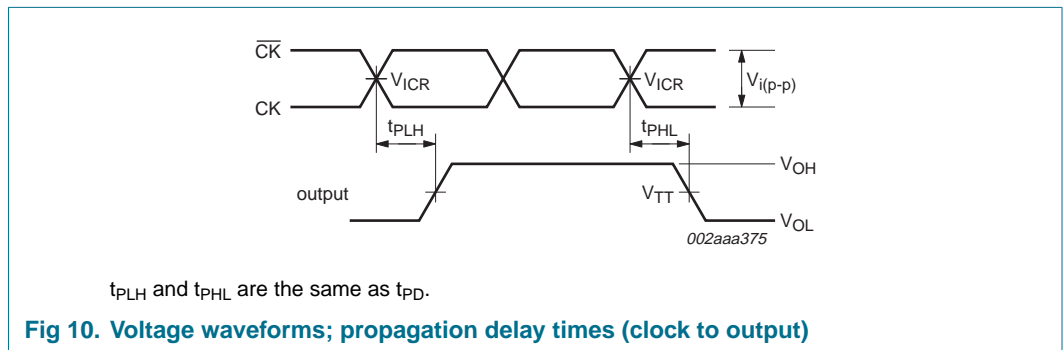 CK
VICR
VICR
Vi(p-p)
CK
tPLH
tPHL
VOH
output
VTT
VOL
002aaa375
tPLH and tPHL are the same as tPD.
Fig 10. Voltage waveforms; propagation delay times (clock to output)